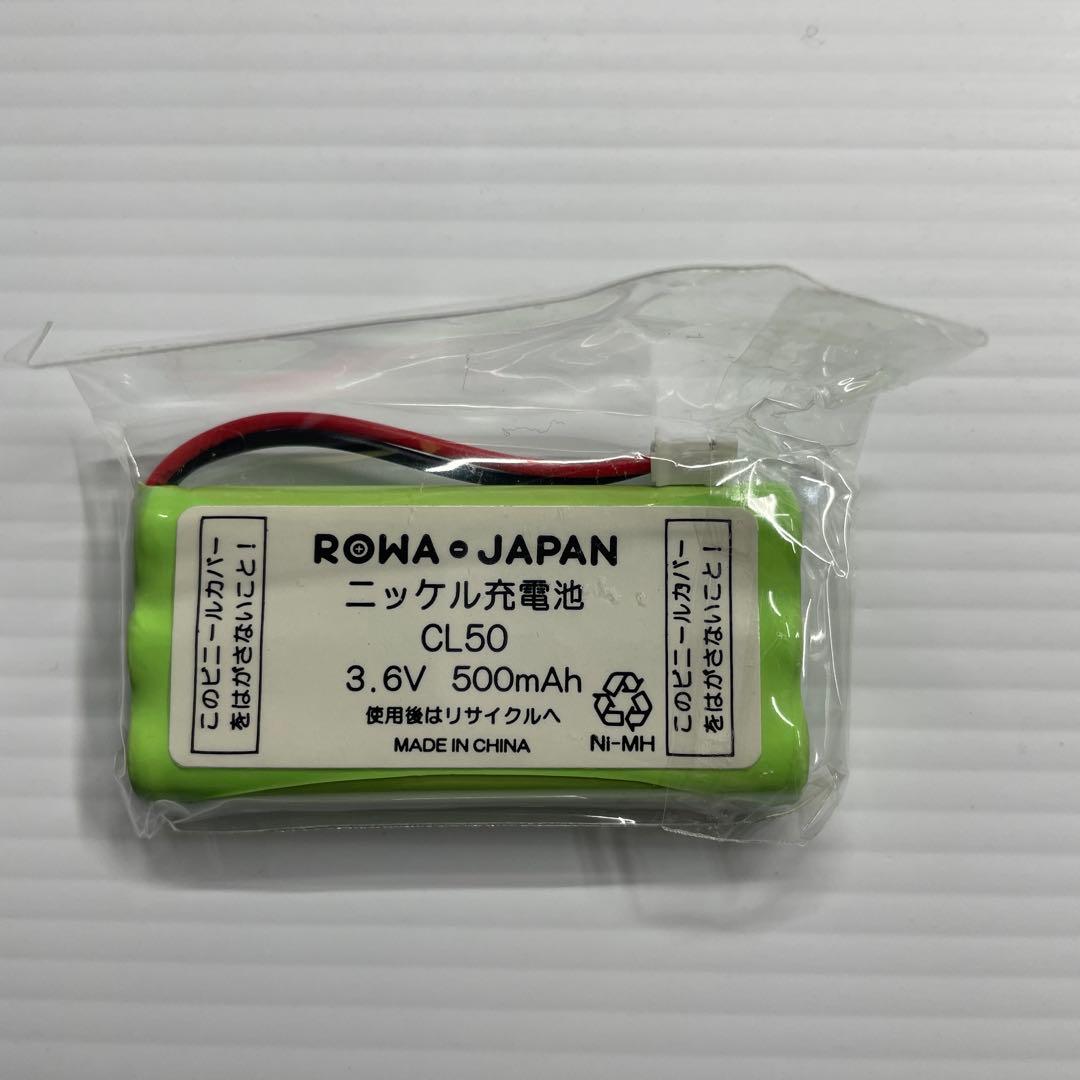 ROWA JAPAN
ニッケル充電池
CL50
3.6V 500mAh
使用後はリサイクルへ
MADE IN CHINA
Ni-MH
このビニールカバー
をはがさないこと!
このビニールカバー
をはがさないこと!